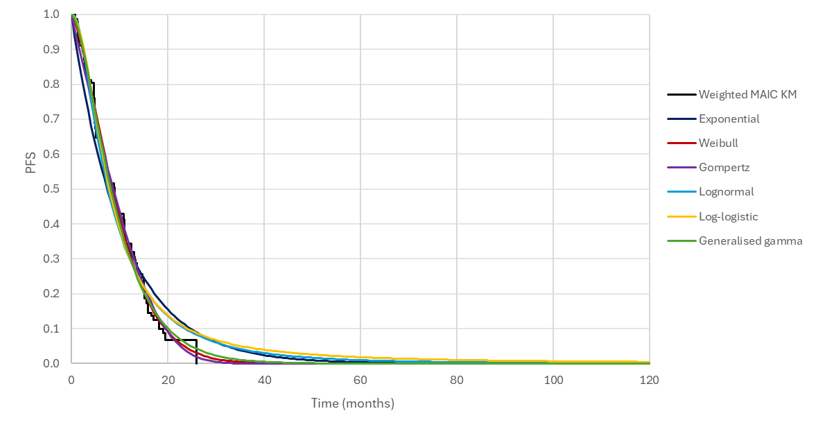 1.0
0.9
0.8
0.7
0.6
0.5
0.4
0.3
0.2
0.1
0.0
PFS
0 20 40 60 80 100 120
Time (months)
Weighted MAIC KM
Exponential
Weibull
Gompertz
Lognormal
Log-logistic
Generalised gamma